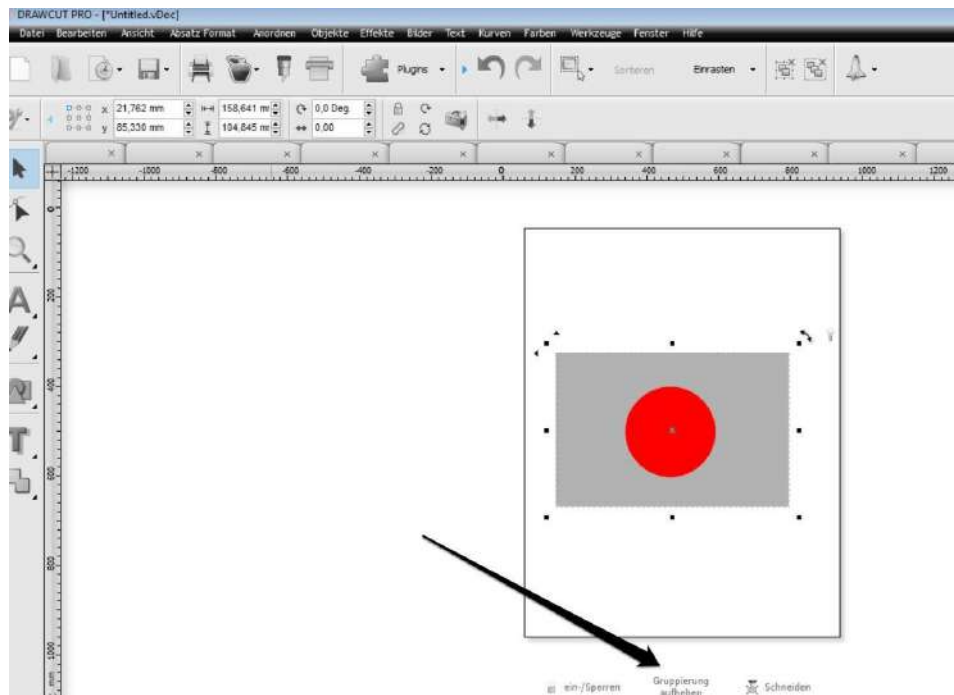 DRAWCUT PRO - [*Untitled.vDec]
Datei Bearbeiten Ansicht Absatz Format Anordnen Objekte Effekte Bilder Text Kurven Farben Werkzeuge Fenster Hilfe
Plugins Sortieren Einrasten
x 21,762 mm 158,641 m 0,0 Deg
y 85,330 mm 104,845 m 0.00
-1200 -1000 -800 -600 -400 -200 0 200 400 600 800 1000 1200
0
200
400
600
800
1000
mm
A
T
ein-/Sperren Gruppierung aufheben Schneiden